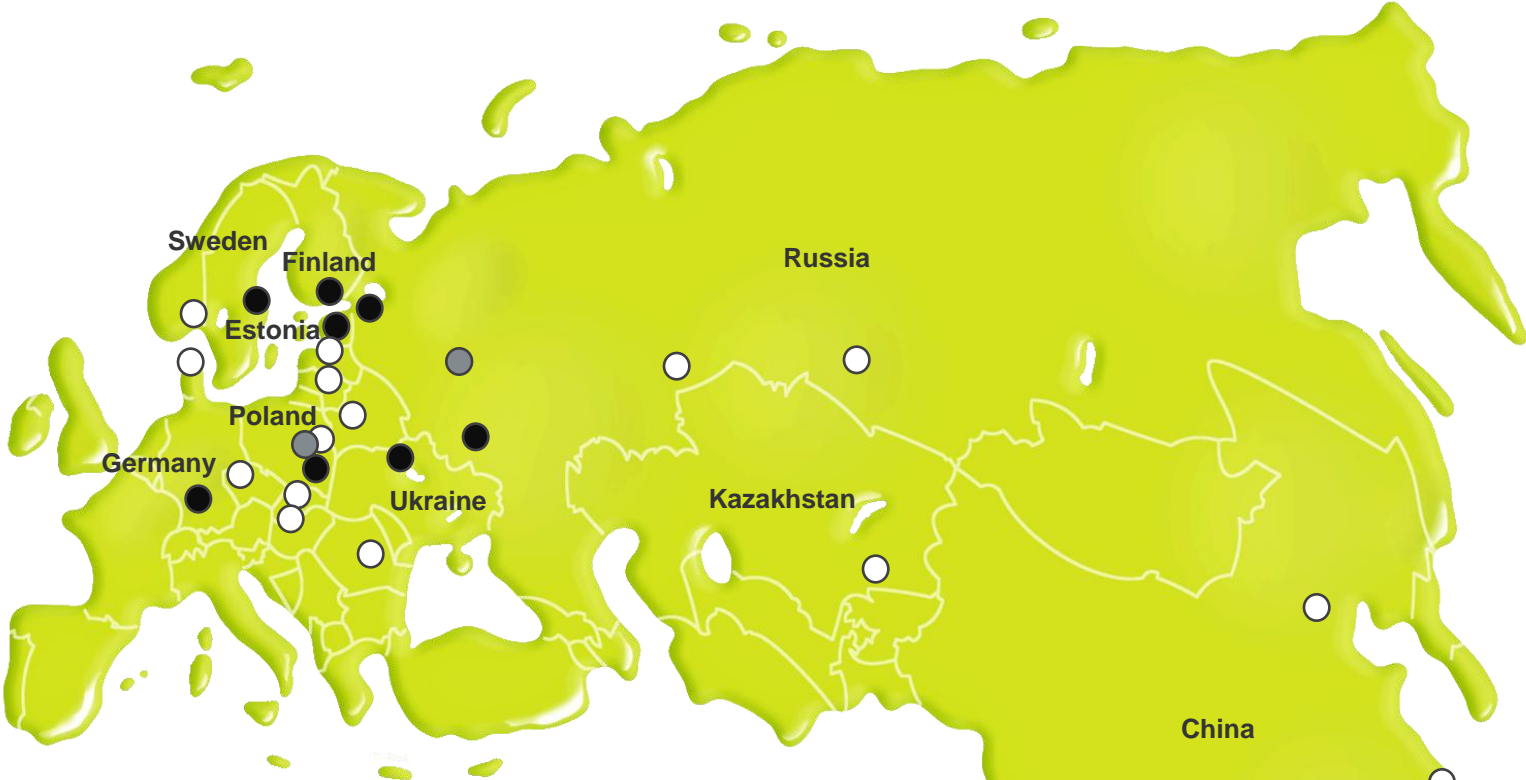 Sweden
Finland
Russia
Estonia
Poland
Germany
Ukraine
Kazakhstan
China